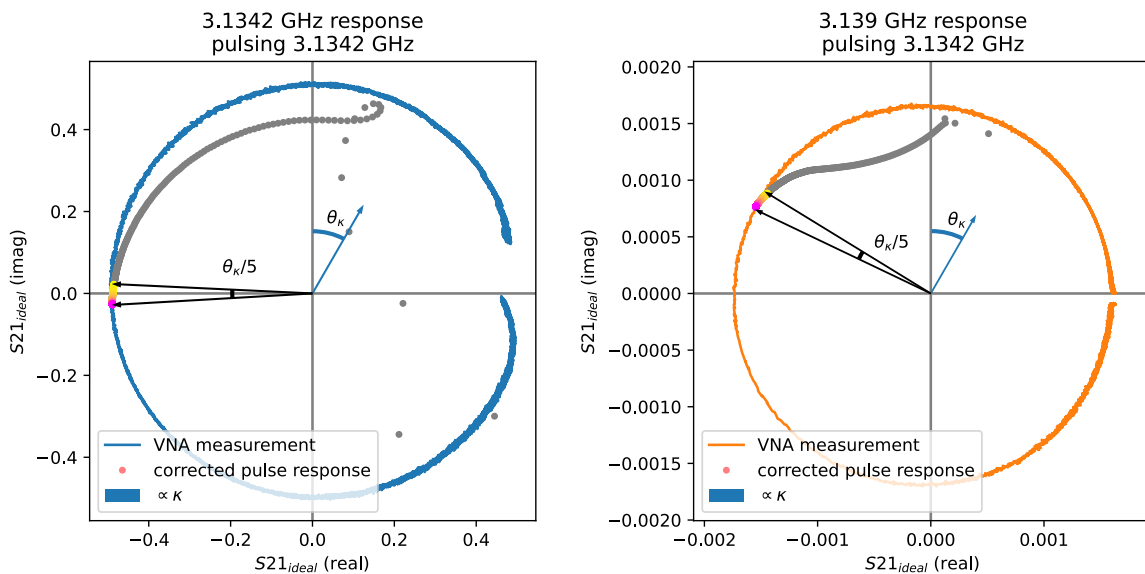 3.1342 GHz response
pulsing 3.1342 GHz
S21ideal (imag)
0.4
0.2
0.0
−0.2
−0.4
θκ
θκ/5
VNA measurement
corrected pulse response
∝ κ
−0.4
−0.2
0.0
0.2
0.4
S21ideal (real)
3.139 GHz response
pulsing 3.1342 GHz
S21ideal (imag)
0.0020
0.0015
0.0010
0.0005
0.0000
−0.0005
−0.0010
−0.0015
−0.0020
θκ
θκ/5
VNA measurement
corrected pulse response
∝ κ
−0.002
−0.001
0.000
0.001
S21ideal (real)